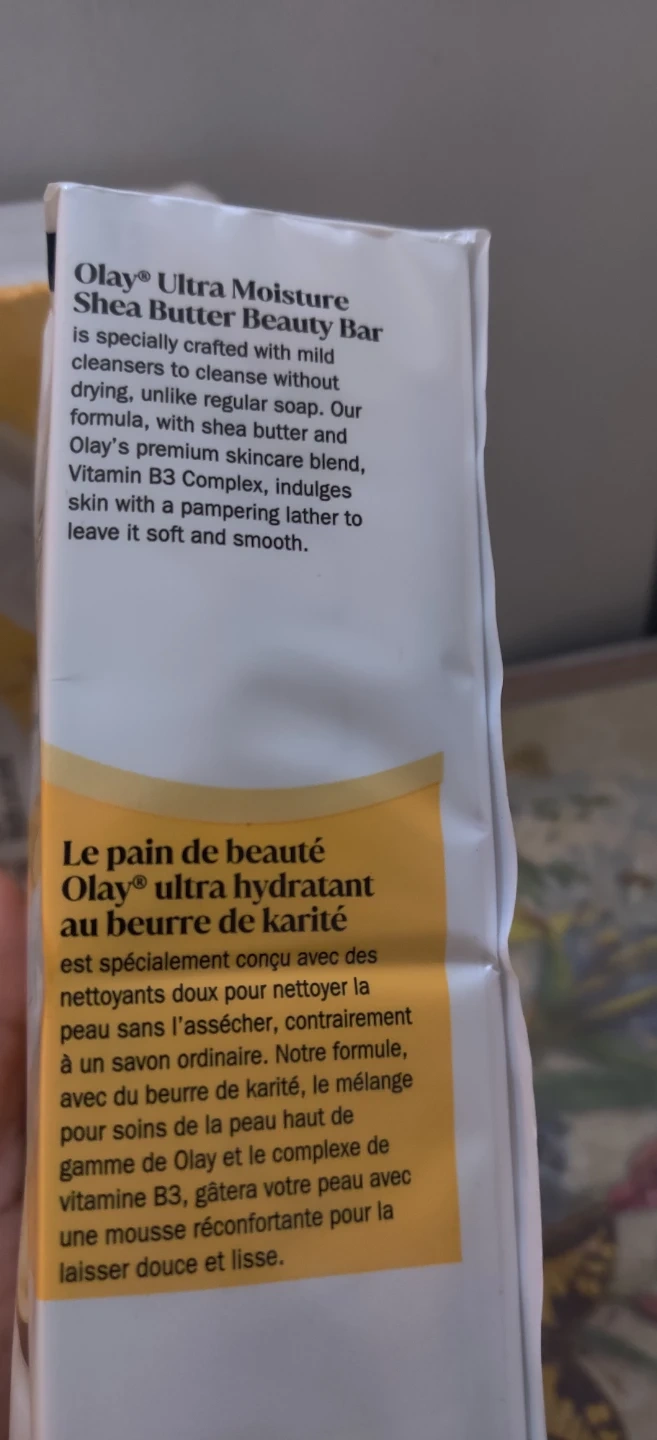 Olay® Ultra Moisture
Shea Butter Beauty Bar
is specially crafted with mild
cleansers to cleanse without
drying, unlike regular soap. Our
formula, with shea butter and
Olay's premium skincare blend,
Vitamin B3 Complex, indulges
skin with a pampering lather to
leave it soft and smooth.
Le pain de beauté
Olay® ultra hydratant
au beurre de karité
est spécialement conçu avec des
nettoyants doux pour nettoyer la
peau sans l'assécher, contrairement
à un savon ordinaire. Notre formule,
avec du beurre de karité, le mélange
pour soins de la peau haut de
gamme de Olay et le complexe de
vitamine B3, gâtera votre peau avec
une mousse réconfortante pour la
laisser douce et lisse.